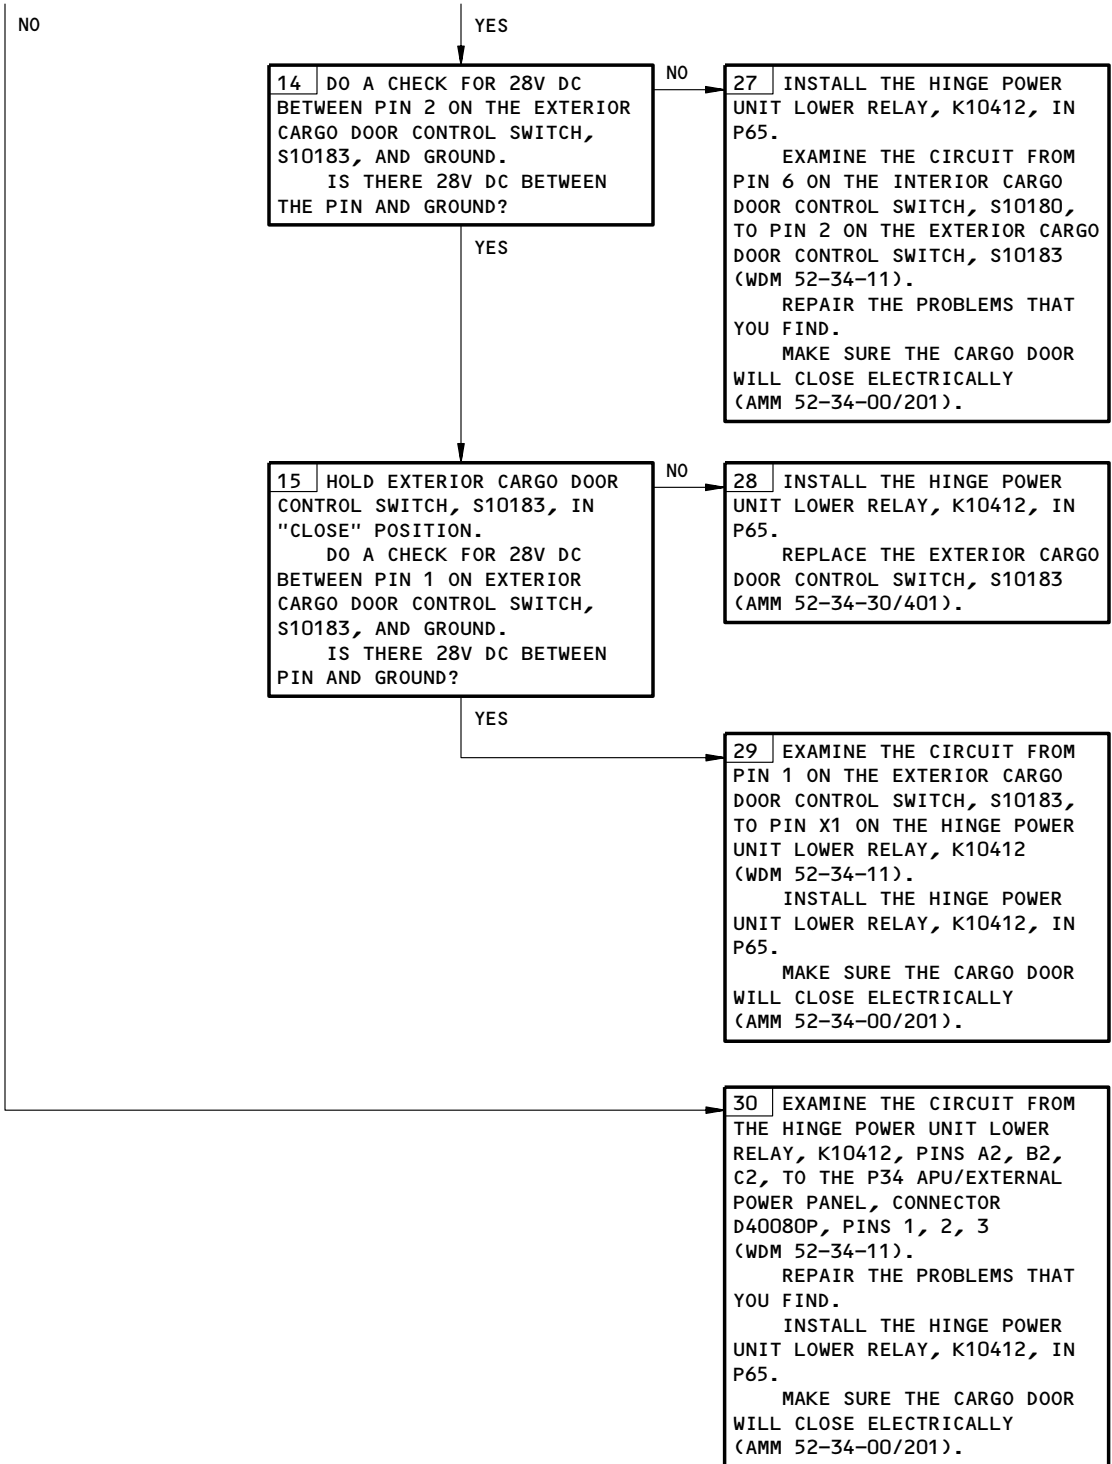 NO
YES
14 DO A CHECK FOR 28V DC
BETWEEN PIN 2 ON THE EXTERIOR
CARGO DOOR CONTROL SWITCH,
S10183, AND GROUND.
IS THERE 28V DC BETWEEN
THE PIN AND GROUND?
NO
27 INSTALL THE HINGE POWER
UNIT LOWER RELAY, K10412, IN
P65.
EXAMINE THE CIRCUIT FROM
PIN 6 ON THE INTERIOR CARGO
DOOR CONTROL SWITCH, S10180,
TO PIN 2 ON THE EXTERIOR CARGO
DOOR CONTROL SWITCH, S10183
(WDM 52-34-11).
REPAIR THE PROBLEMS THAT
YOU FIND.
MAKE SURE THE CARGO DOOR
WILL CLOSE ELECTRICALLY
(AMM 52-34-00/201).
YES
15 HOLD EXTERIOR CARGO DOOR
CONTROL SWITCH, S10183, IN
"CLOSE" POSITION.
DO A CHECK FOR 28V DC
BETWEEN PIN 1 ON EXTERIOR
CARGO DOOR CONTROL SWITCH,
S10183, AND GROUND.
IS THERE 28V DC BETWEEN
PIN AND GROUND?
NO
28 INSTALL THE HINGE POWER
UNIT LOWER RELAY, K10412, IN
P65.
REPLACE THE EXTERIOR CARGO
DOOR CONTROL SWITCH, S10183
(AMM 52-34-30/401).
YES
29 EXAMINE THE CIRCUIT FROM
PIN 1 ON THE EXTERIOR CARGO
DOOR CONTROL SWITCH, S10183,
TO PIN X1 ON THE HINGE POWER
UNIT LOWER RELAY, K10412
(WDM 52-34-11).
INSTALL THE HINGE POWER
UNIT LOWER RELAY, K10412, IN
P65.
MAKE SURE THE CARGO DOOR
WILL CLOSE ELECTRICALLY
(AMM 52-34-00/201).
30 EXAMINE THE CIRCUIT FROM
THE HINGE POWER UNIT LOWER
RELAY, K10412, PINS A2, B2,
C2, TO THE P34 APU/EXTERNAL
POWER PANEL, CONNECTOR
D40080P, PINS 1, 2, 3
(WDM 52-34-11).
REPAIR THE PROBLEMS THAT
YOU FIND.
INSTALL THE HINGE POWER
UNIT LOWER RELAY, K10412, IN
P65.
MAKE SURE THE CARGO DOOR
WILL CLOSE ELECTRICALLY
(AMM 52-34-00/201).